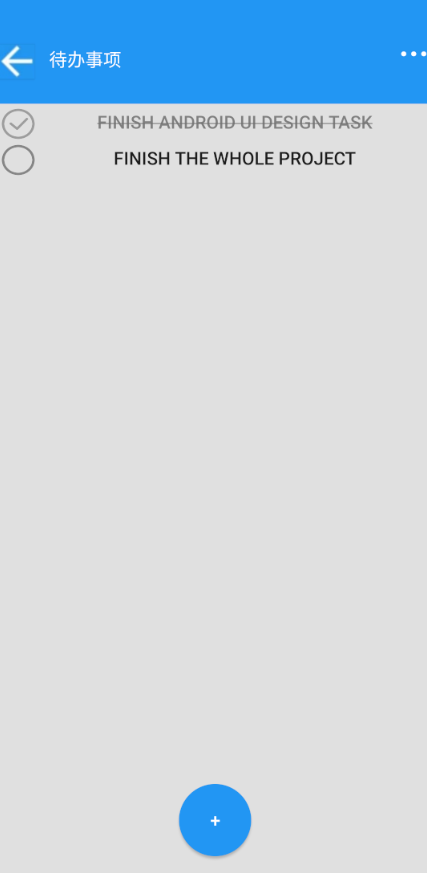 待办事项
FINISH ANDROID UI DESIGN TASK
FINISH THE WHOLE PROJECT
+